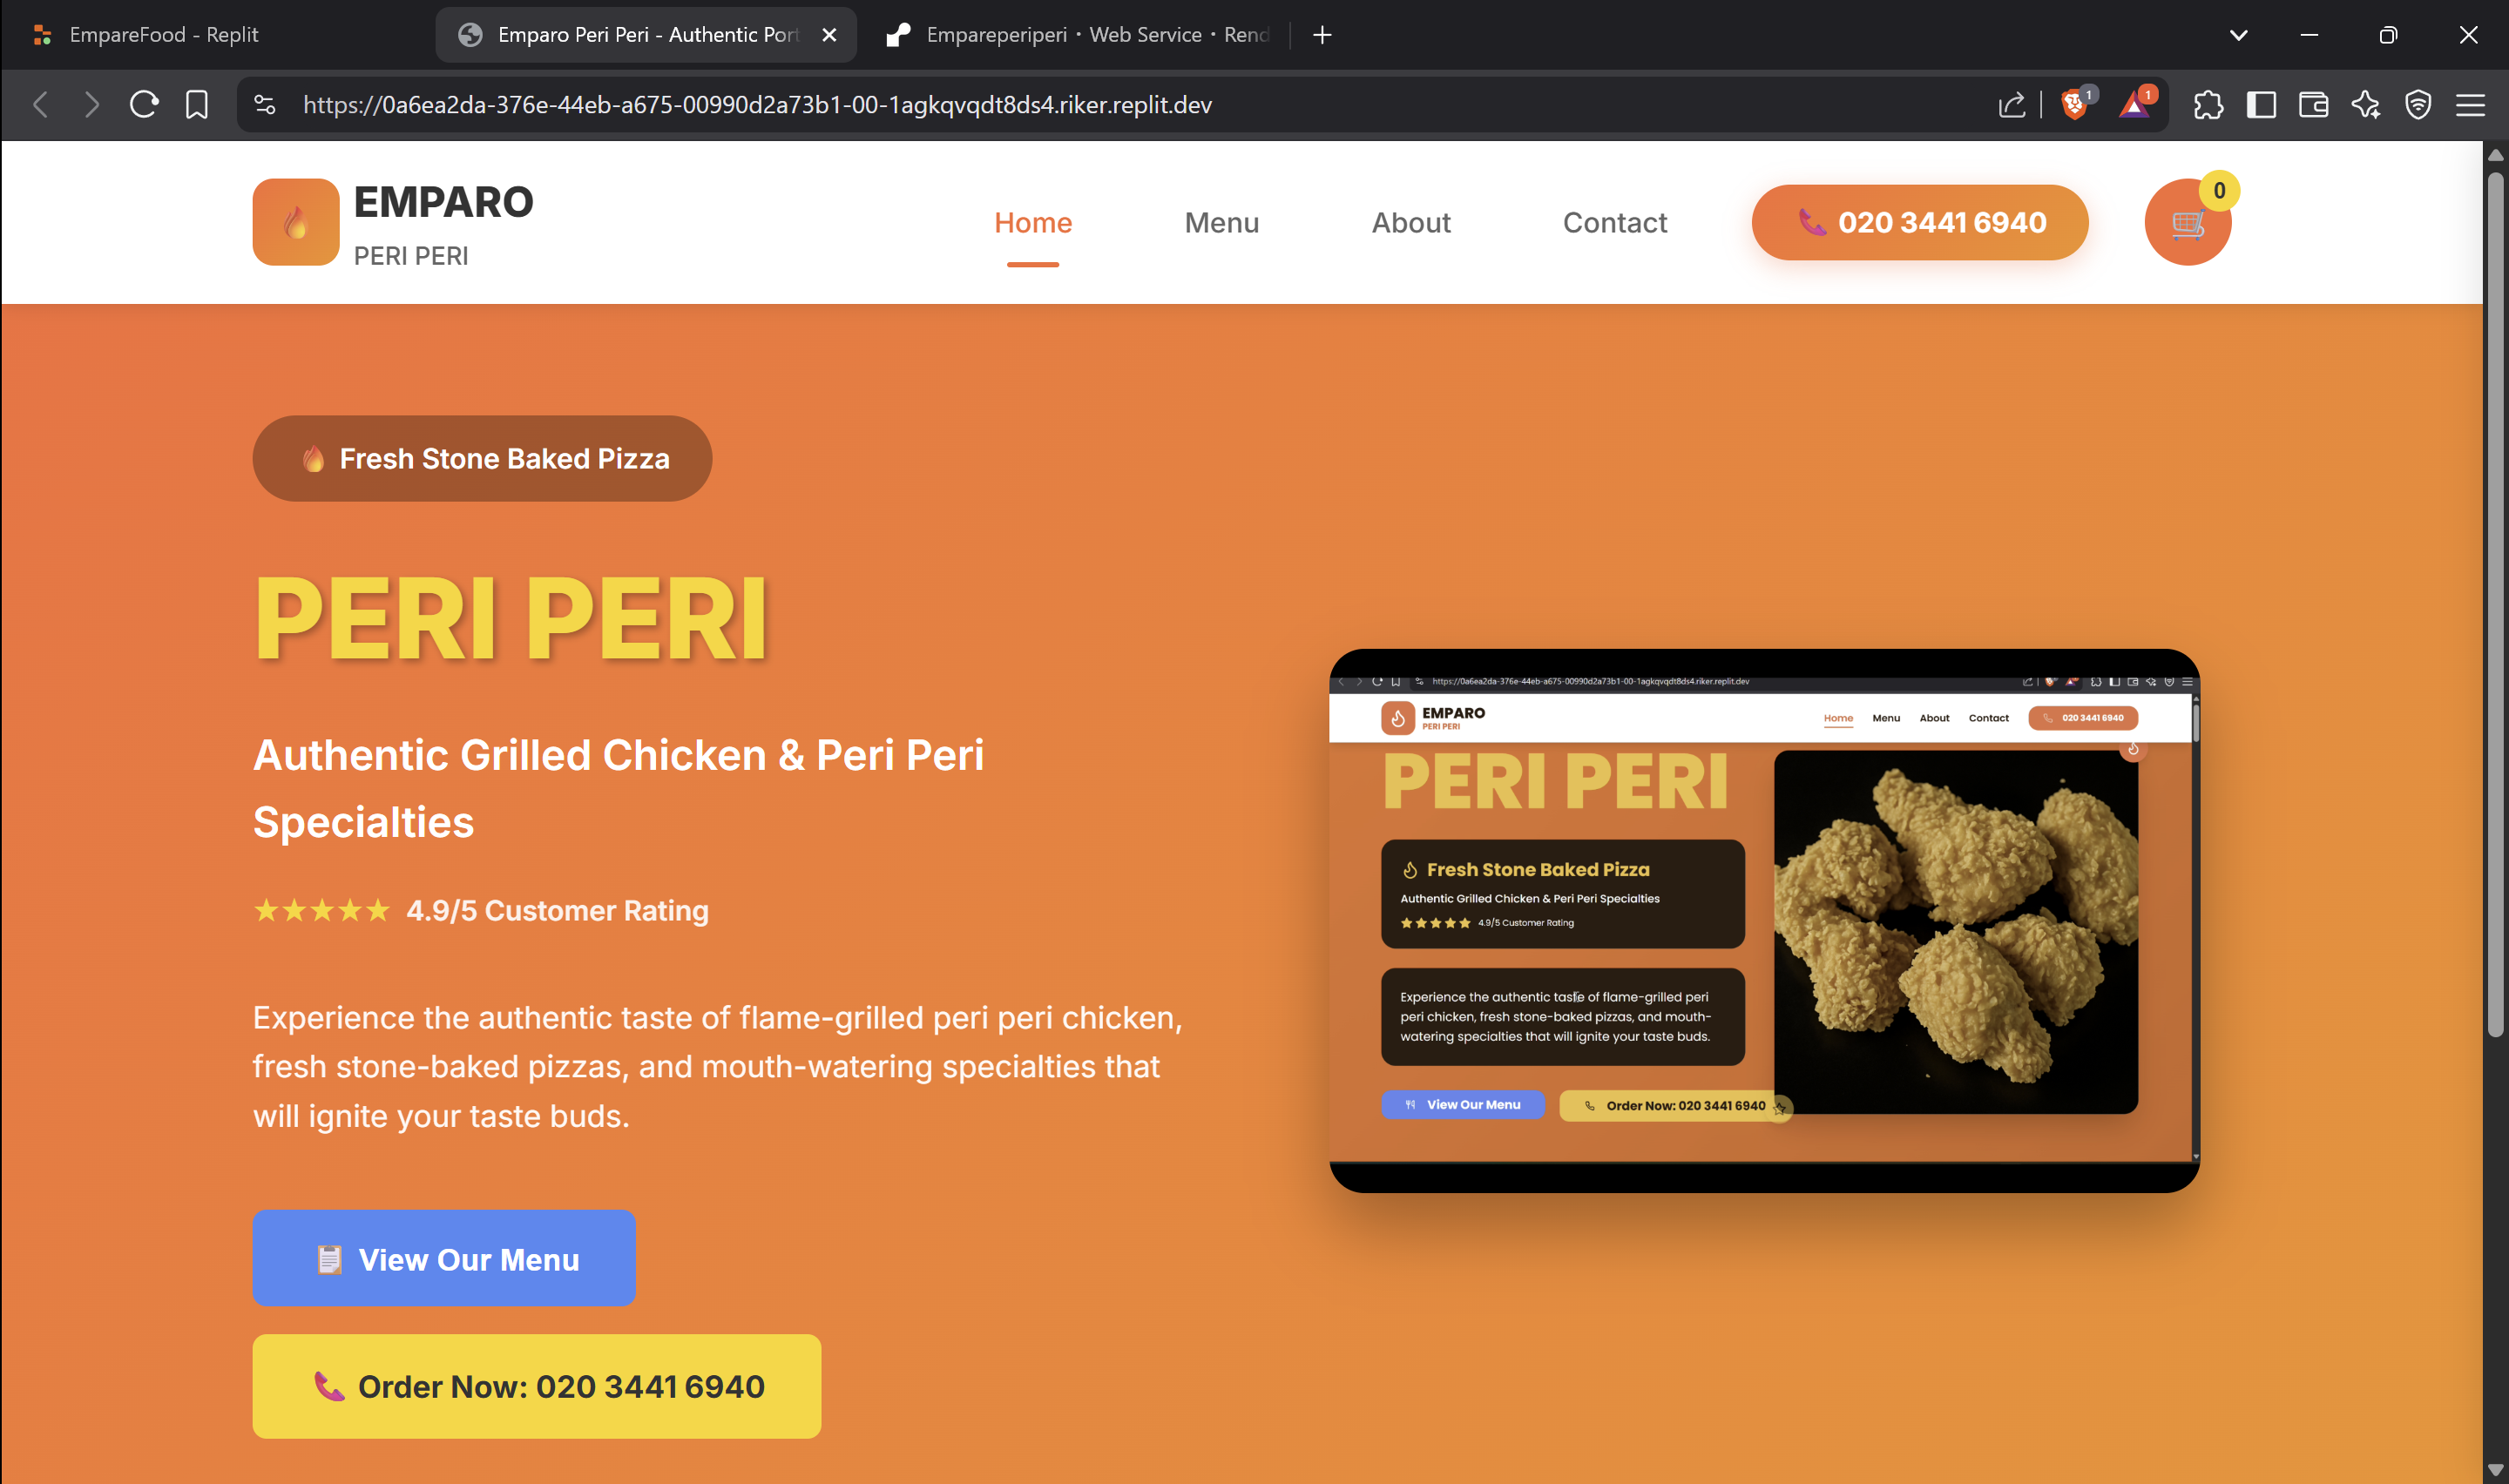 EmpareFood - Replit
Emparo Peri Peri - Authentic Port
Empareperiperi • Web Service • Rend
1
1
https://0a6ea2da-376e-44eb-a675-00990d2a73b1-00-1agkqvqdt8ds4.riker.replit.dev
EMPARO
PERI PERI
Home
Menu
About
Contact
020 3441 6940
0
Fresh Stone Baked Pizza
PERI PERI
Authentic Grilled Chicken & Peri Peri
Specialties
★★★★★ 4.9/5 Customer Rating
Experience the authentic taste of flame-grilled peri peri chicken,
fresh stone-baked pizzas, and mouth-watering specialties that
will ignite your taste buds.
View Our Menu
Order Now: 020 3441 6940
https://0a6ea2da-376e-44eb-a675-00990d2a73b1-00-1agkqvqdt8ds4.riker.replit.dev
EMPARO
PERI PERI
Home
Menu
About
Contact
020 3441 6940
PERI PERI
Fresh Stone Baked Pizza
Authentic Grilled Chicken & Peri Peri Specialties
4.9/5 Customer Rating
Experience the authentic taste of flame-grilled peri
peri chicken, fresh stone-baked pizzas, and mouth-
watering specialties that will ignite your taste buds.
View Our Menu
Order Now: 020 3441 6940